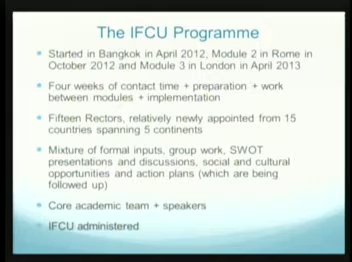 The IFCU Programme
Started in Bangkok in April 2012, Module 2 in Rome in
October 2012 and Module 3 in London in April 2013
Four weeks of contact time + preparation + work
between modules + implementation
Fifteen Rectors, relatively newly appointed from 15
countries spanning 5 continents
Mixture of formal inputs, group work, SWOT
presentations and discussions, social and cultural
opportunities and action plans (which are being
followed up)
Core academic team + speakers
IFCU administered